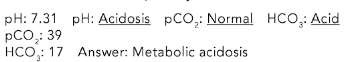 pH: 7.31 pH: Acidosis pCO₂: Normal HCO₃: Acid
pCO₂: 39
HCO₃: 17 Answer: Metabolic acidosis